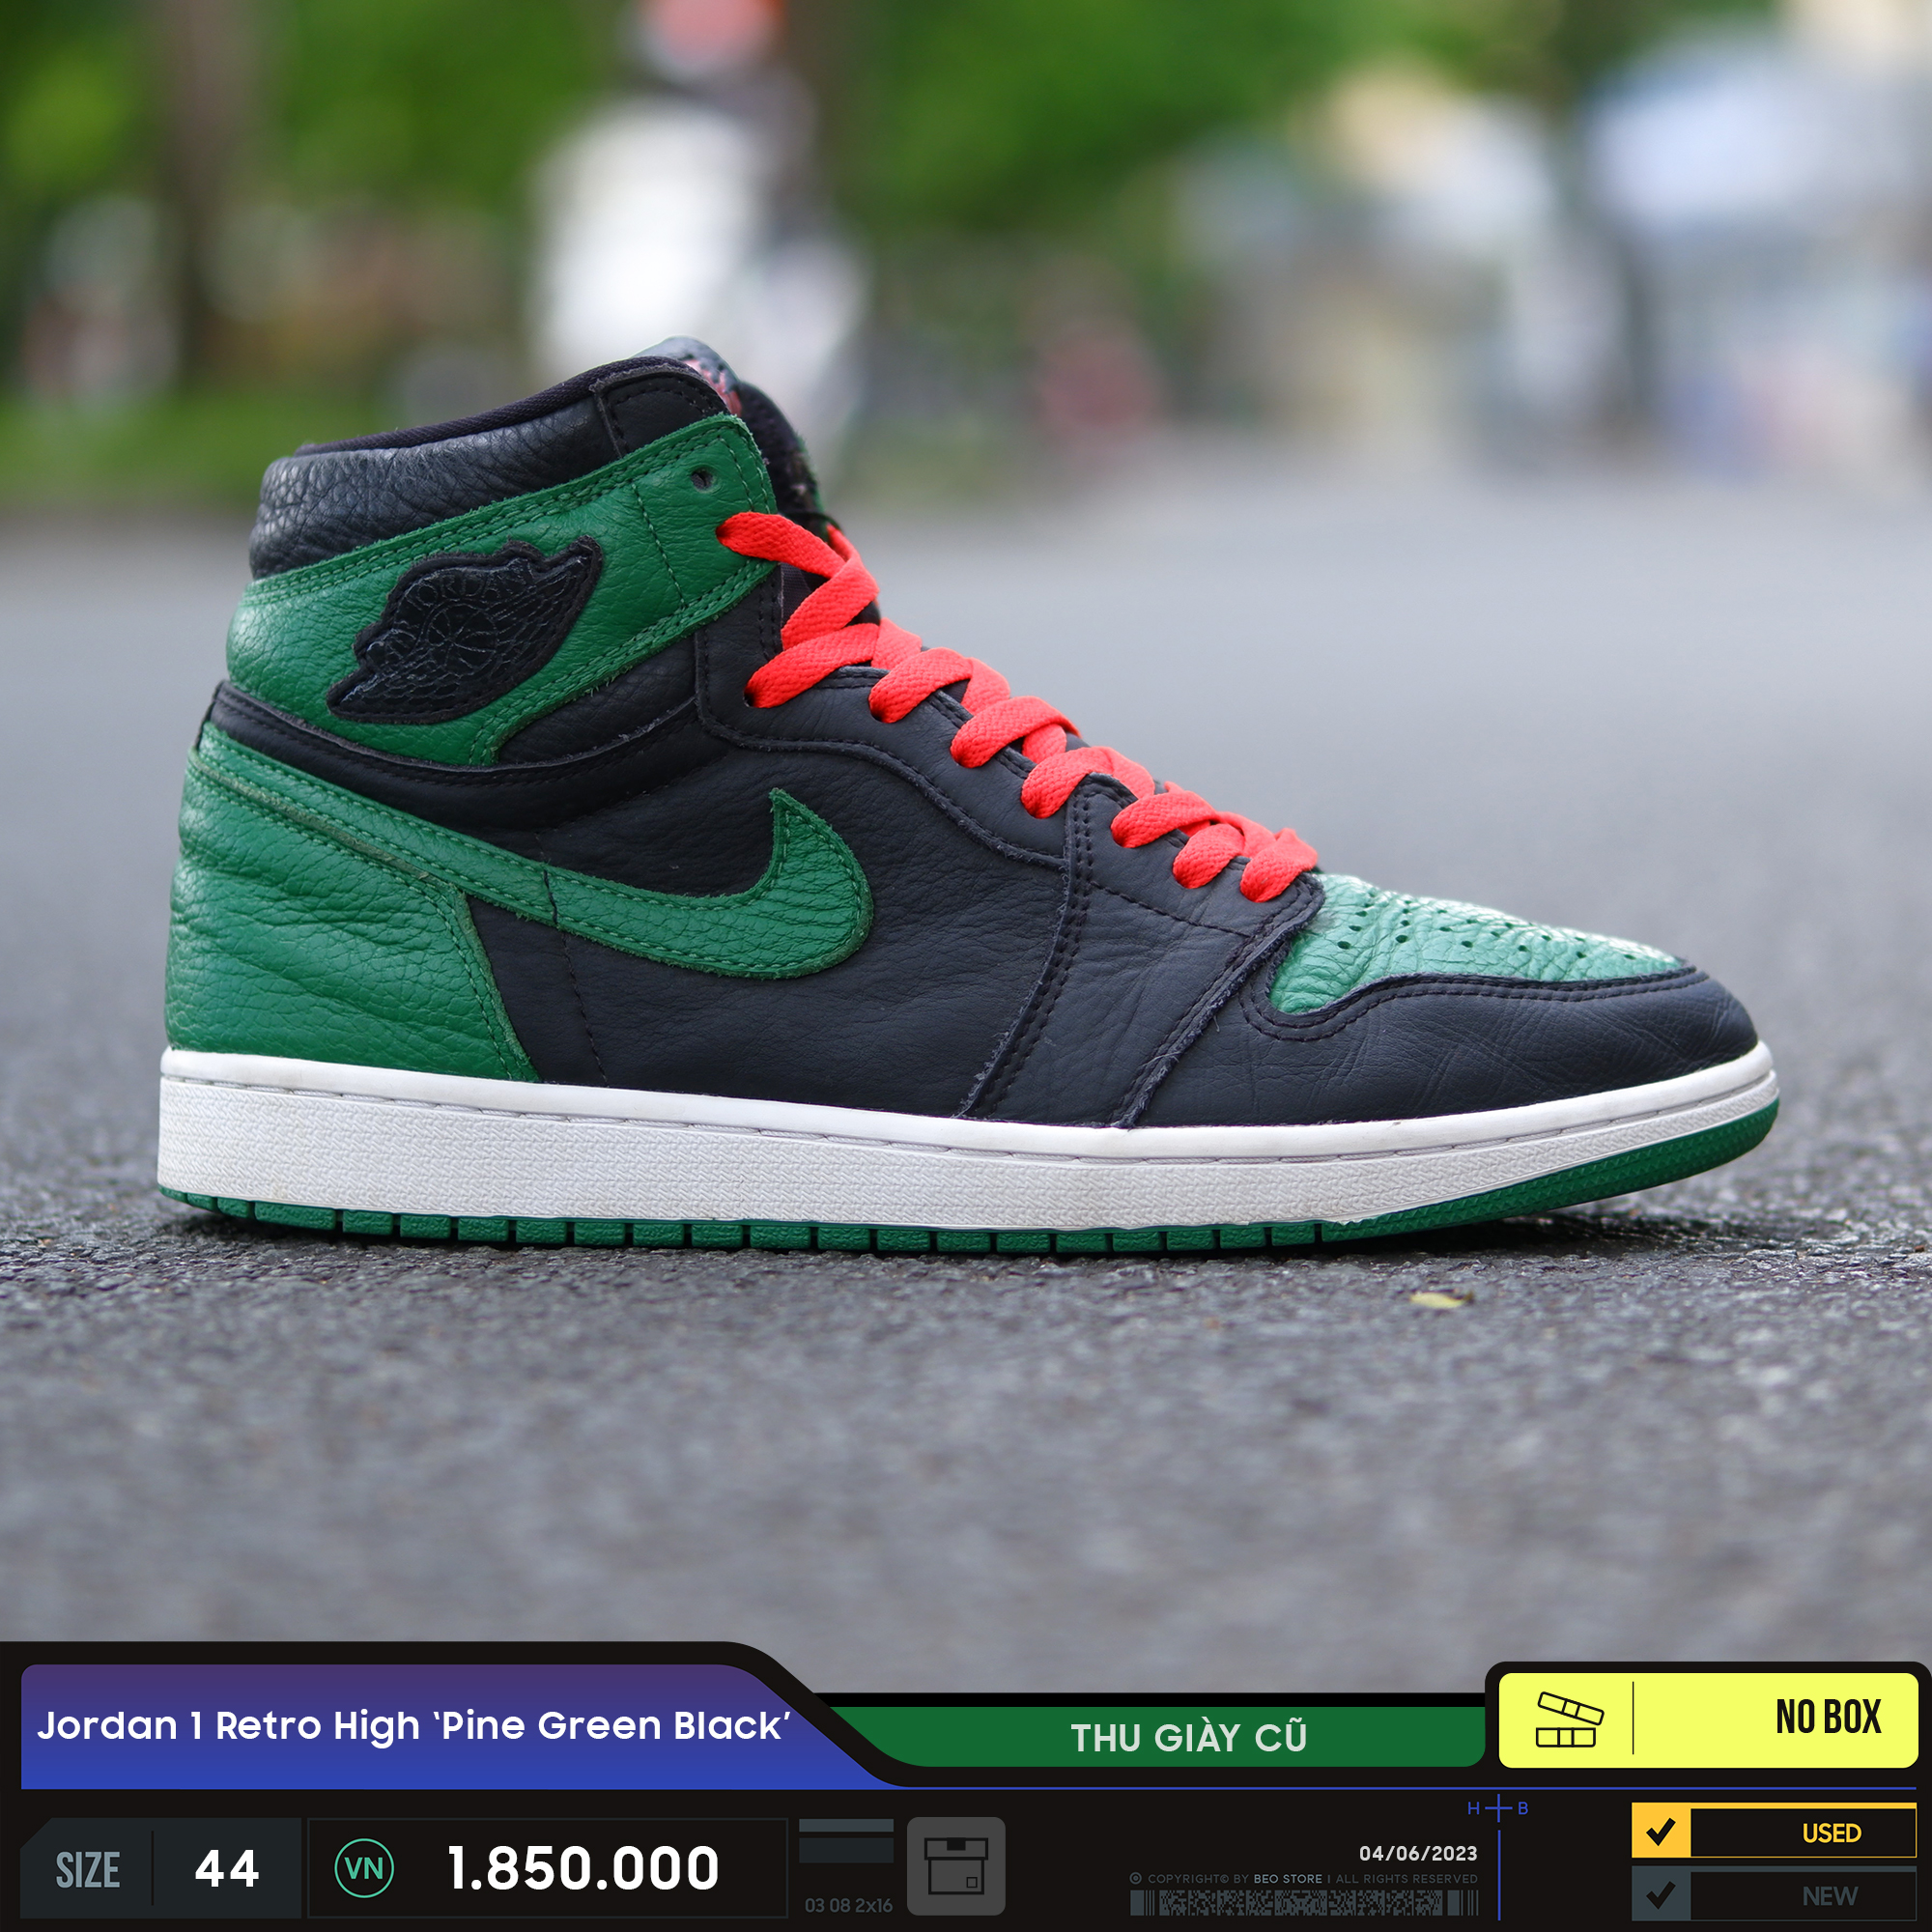 Jordan 1 Retro High ‘Pine Green Black’
THU GIÀY CŨ
NO BOX
SIZE 44
VN 1.850.000
03 08 2x16
H B
04/06/2023
COPYRIGHT© BY BEO STORE | ALL RIGHTS RESERVED
USED
NEW